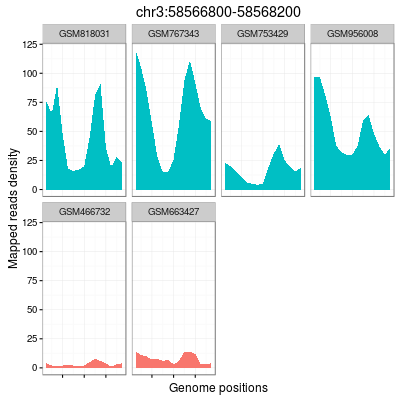 chr3:58566800-58568200
GSM818031 GSM767343 GSM753429 GSM956008
125
100
75
50
25
0
GSM466732 GSM663427
125
100
75
50
25
0
Mapped reads density
Genome positions